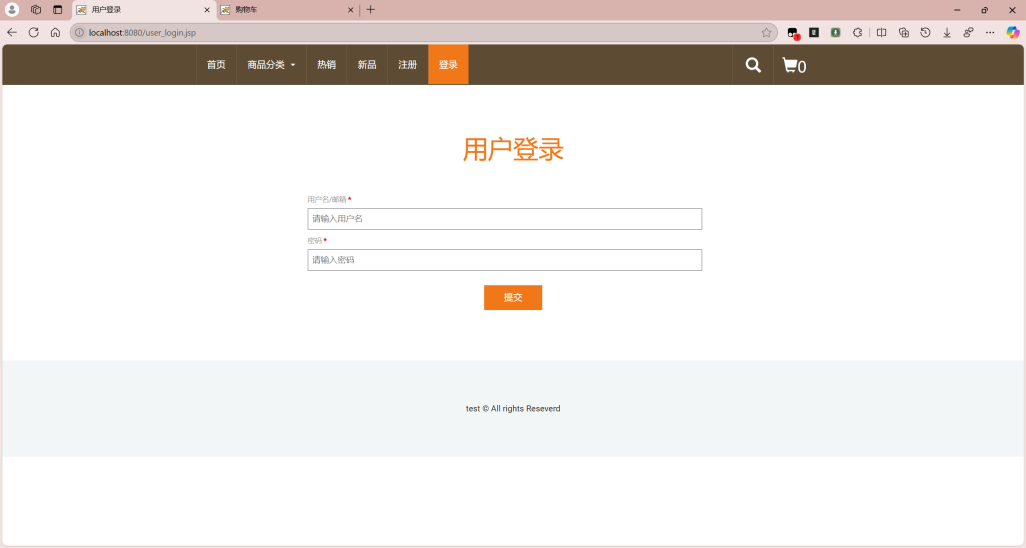 用户登录
购物车
localhost:8080/user_login.jsp
首页 商品分类 热销 新品 注册 登录 0
用户登录
用户名/邮箱*
请输入用户名
密码*
请输入密码
提交
test © All rights Reseverd